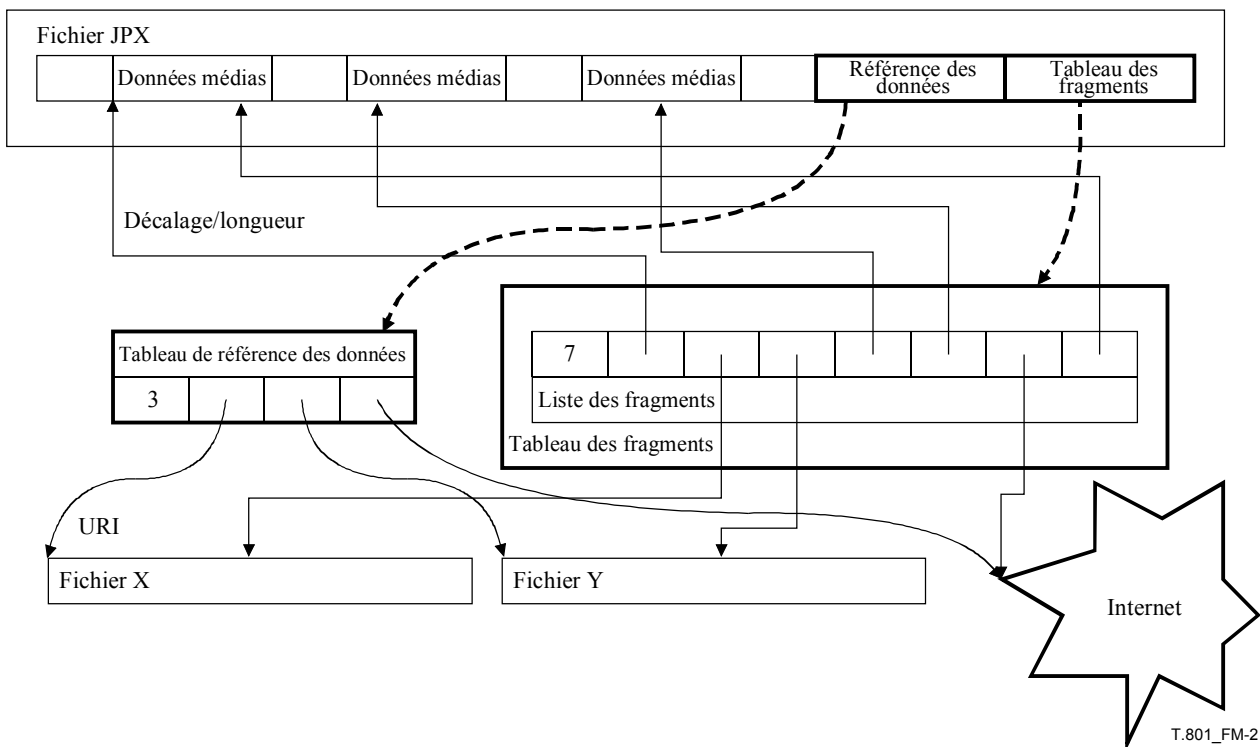 Fichier JPX
Données médias
Données médias
Données médias
Référence des
données
Tableau des
fragments
Décalage/longueur
Tableau de référence des données
3
7
Liste des fragments
Tableau des fragments
URI
Fichier X
Fichier Y
Internet
T.801_FM-2